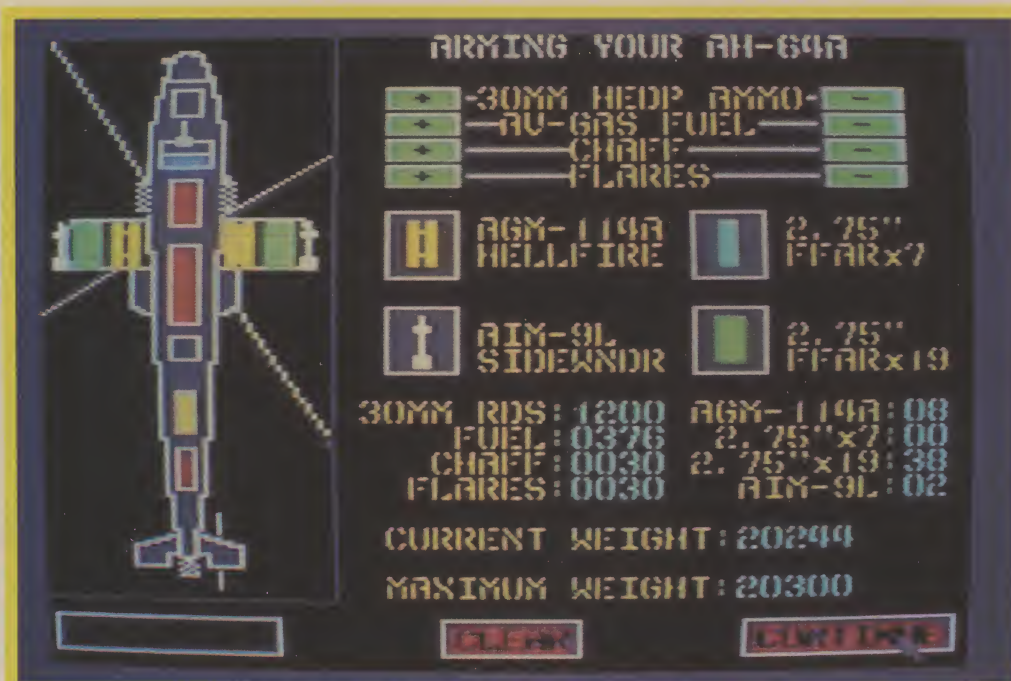 ARMING YOUR AH-64A
+ 30MM HEDP AMMO -
+ AV-GAS FUEL -
+ CHAFF -
+ FLARES -
AGM-114A
HELLFIRE
2.75"
FFARx7
AIM-9L
SIDEWNDR
2.75"
FFARx19
30MM RDS:1200
FUEL:0376
CHAFF:0030
FLARES:0030
AGM-114A:08
2.75"x7:00
2.75"x19:38
AIM-9L:02
CURRENT WEIGHT:20244
MAXIMUM WEIGHT:20300
CLEAR
CONTINUE